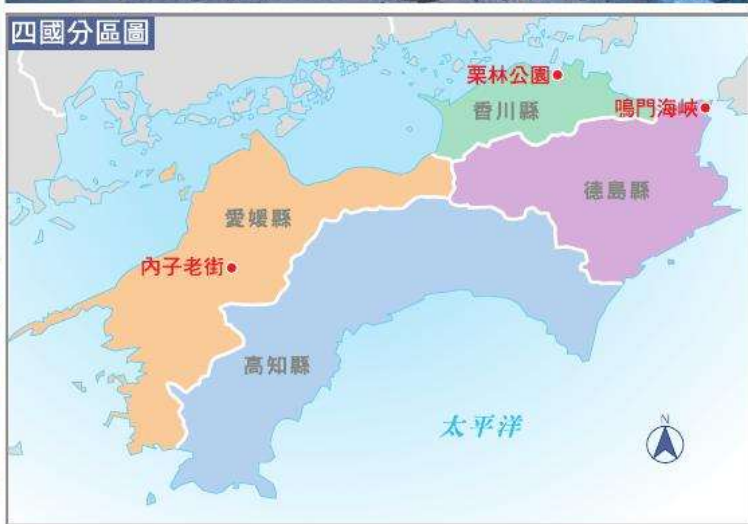 四國分區圖
栗林公園
鳴門海峽
香川縣
德島縣
愛媛縣
內子老街
高知縣
太平洋
N